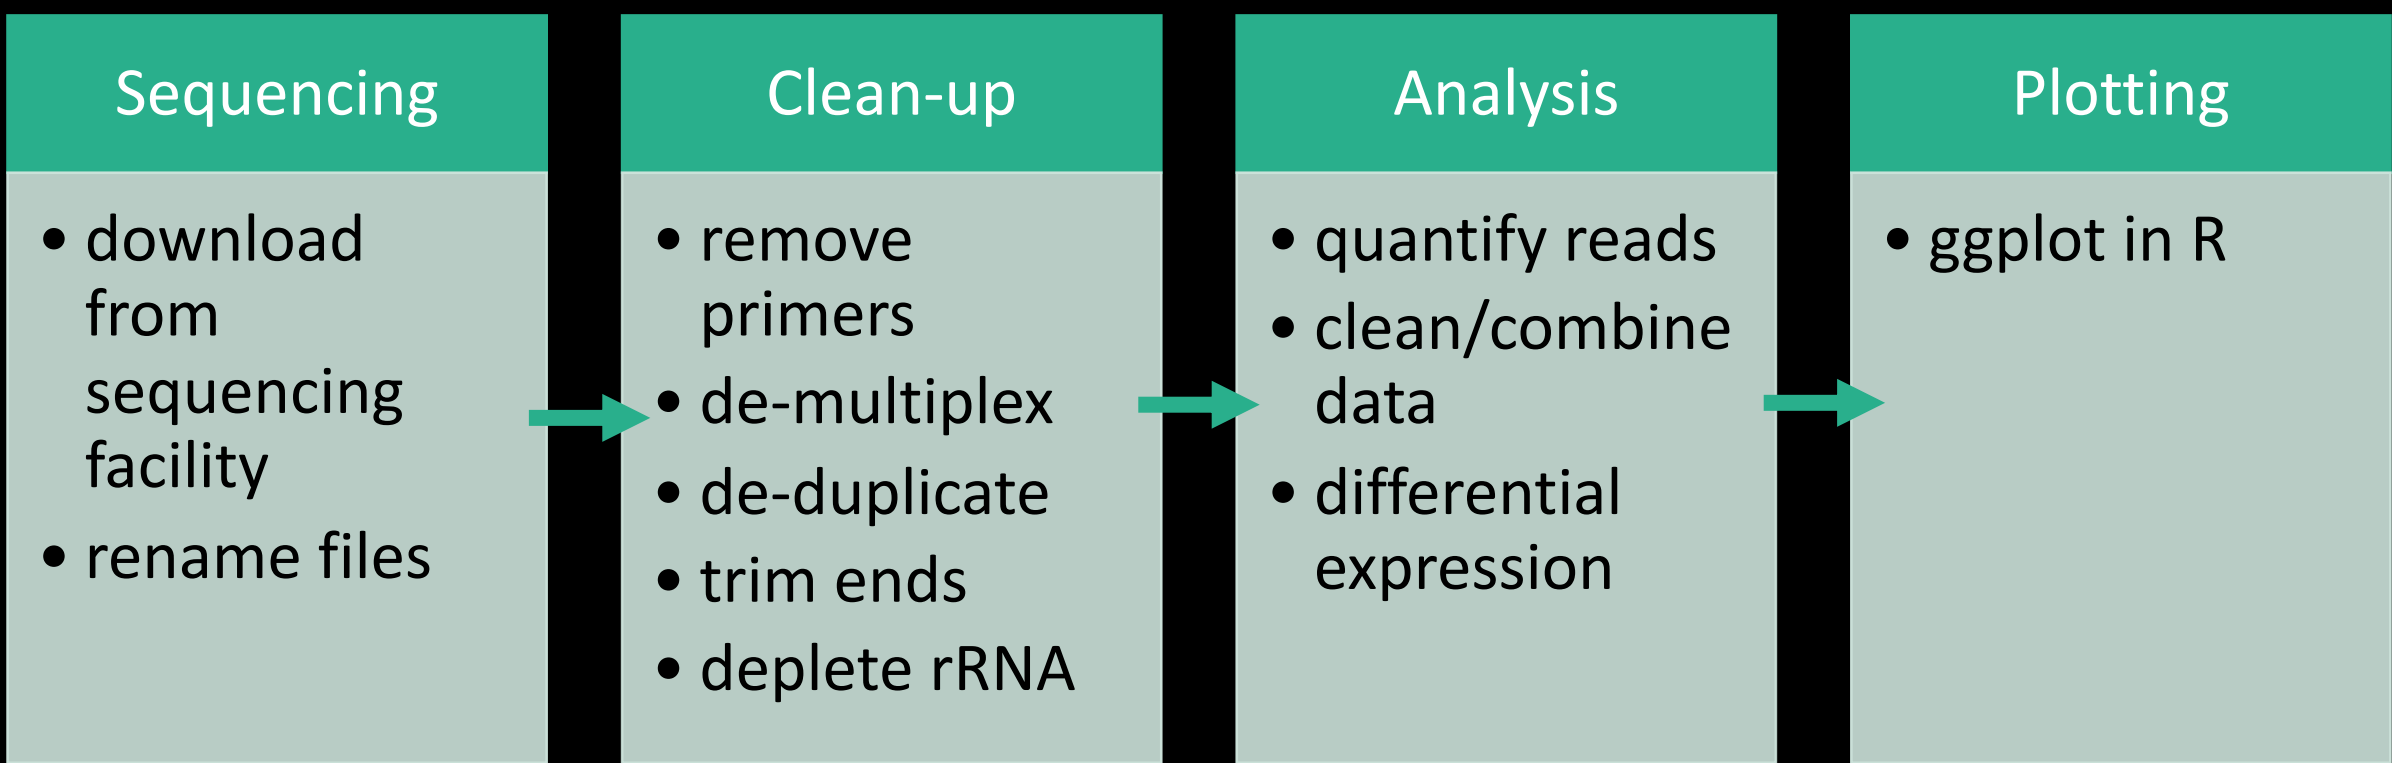 Sequencing
• download
from
sequencing
facility
• rename files
Clean-up
• remove
primers
• de-multiplex
• de-duplicate
• trim ends
• deplete rRNA
Analysis
• quantify reads
• clean/combine
data
• differential
expression
Plotting
• ggplot in R